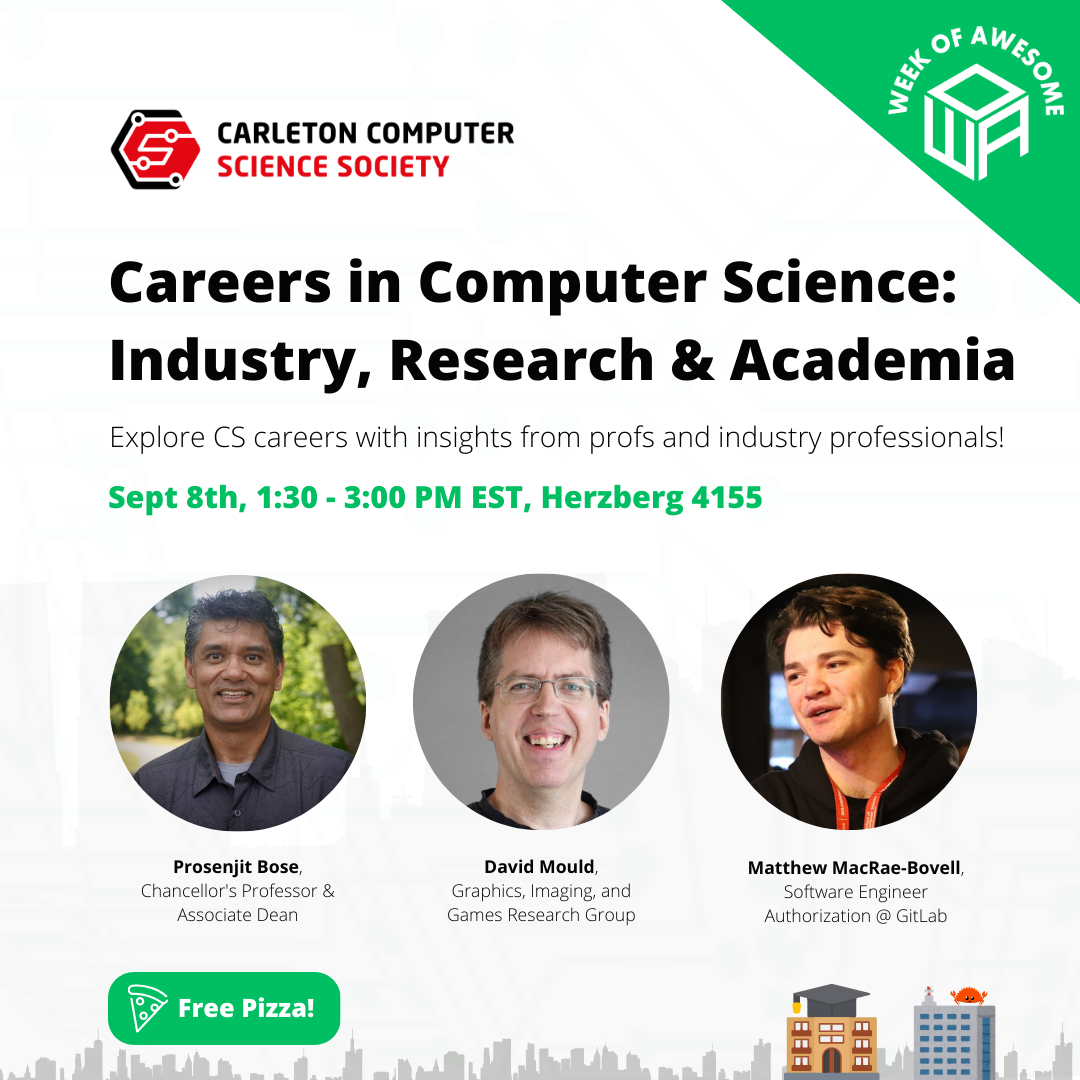 WEEK OF AWESOME
WA
CARLETON COMPUTER
SCIENCE SOCIETY
Careers in Computer Science:
Industry, Research & Academia
Explore CS careers with insights from profs and industry professionals!
Sept 8th, 1:30 - 3:00 PM EST, Herzberg 4155
Prosenjit Bose,
Chancellor's Professor &
Associate Dean
David Mould,
Graphics, Imaging, and
Games Research Group
Matthew MacRae-Bovell,
Software Engineer
Authorization @ GitLab
Free Pizza!